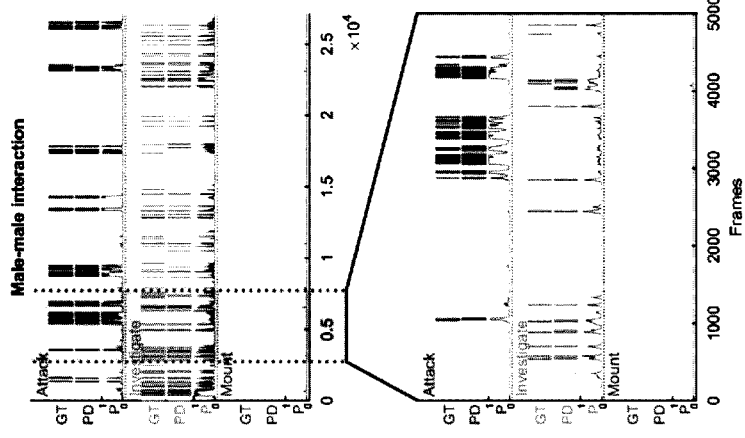 Male-male interaction
Attack
GT
PD
1
P
0
Investigate
GT
PD
1
P
0
Mount
GT
PD
1
P
0
0 0.5 1 1.5 2 2.5
×10⁴
Attack
GT
PD
1
P
0
Investigate
GT
PD
1
P
0
Mount
GT
PD
1
P
0
0 1000 2000 3000 4000 5000
Frames